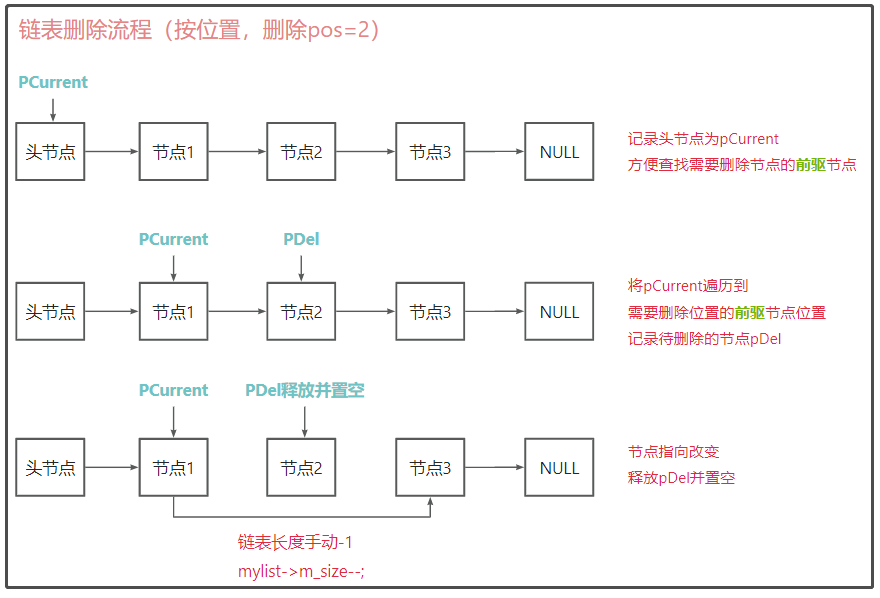 链表删除流程（按位置，删除pos=2）
PCurrent
头节点 节点1 节点2 节点3 NULL
记录头节点为pCurrent
方便查找需要删除节点的前驱节点
PCurrent PDel
头节点 节点1 节点2 节点3 NULL
将pCurrent遍历到
需要删除位置的前驱节点位置
记录待删除的节点pDel
PCurrent PDel释放并置空
头节点 节点1 节点2 节点3 NULL
节点指向改变
释放pDel并置空
链表长度手动-1
mylist->m_size--;